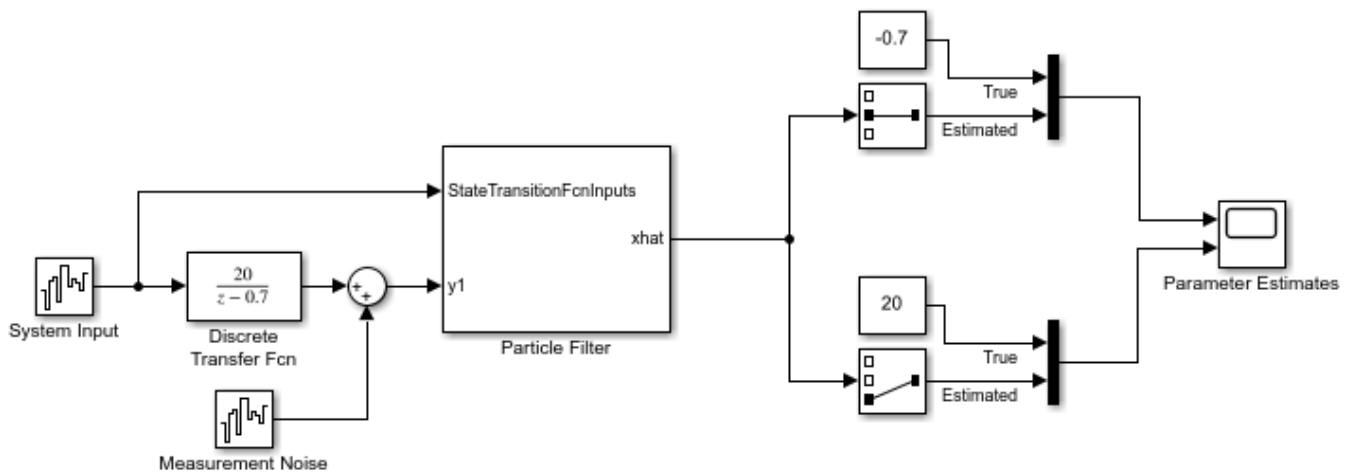 -0.7
True
Estimated
StateTransitionFcnInputs
xhat
y1
Particle Filter
System Input
20
z − 0.7
Discrete
Transfer Fcn
+
+
Measurement Noise
20
True
Estimated
Parameter Estimates